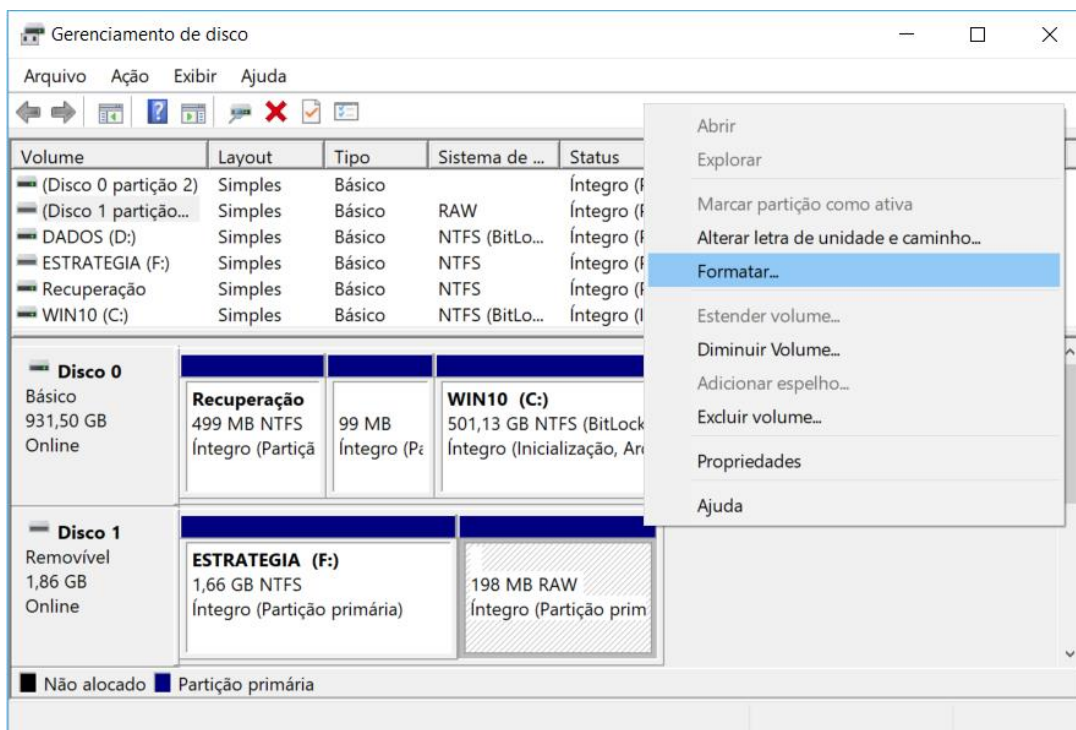 Gerenciamento de disco
Arquivo Ação Exibir Ajuda
Volume Layout Tipo Sistema de ... Status
(Disco 0 partição 2) Simples Básico Íntegro (
(Disco 1 partição... Simples Básico RAW Íntegro (
DADOS (D:) Simples Básico NTFS (BitLo... Íntegro (
ESTRATEGIA (F:) Simples Básico NTFS Íntegro (
Recuperação Simples Básico NTFS Íntegro (
WIN10 (C:) Simples Básico NTFS (BitLo... Íntegro (I
Abrir
Explorar
Marcar partição como ativa
Alterar letra de unidade e caminho...
Formatar...
Estender volume...
Diminuir Volume...
Adicionar espelho...
Excluir volume...
Propriedades
Ajuda
Disco 0
Básico
931,50 GB
Online
Recuperação
499 MB NTFS
Íntegro (Partiçã
99 MB
Íntegro (Pa
WIN10 (C:)
501,13 GB NTFS (BitLock
Íntegro (Inicialização, Ar
Disco 1
Removível
1,86 GB
Online
ESTRATEGIA (F:)
1,66 GB NTFS
Íntegro (Partição primária)
198 MB RAW
Íntegro (Partição prim
Não alocado Partição primária